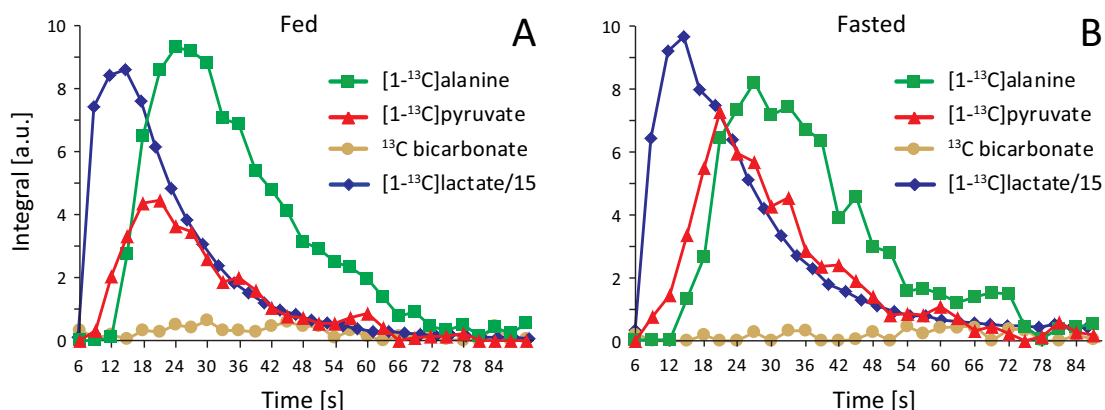 Fed
A
Integral [a.u.]
10
8
6
4
2
0
[1-¹³C]alanine
[1-¹³C]pyruvate
¹³C bicarbonate
[1-¹³C]lactate/15
6 12 18 24 30 36 42 48 54 60 66 72 78 84
Time [s]
Fasted
B
10
8
6
4
2
0
[1-¹³C]alanine
[1-¹³C]pyruvate
¹³C bicarbonate
[1-¹³C]lactate/15
6 12 18 24 30 36 42 48 54 60 66 72 78 84
Time [s]